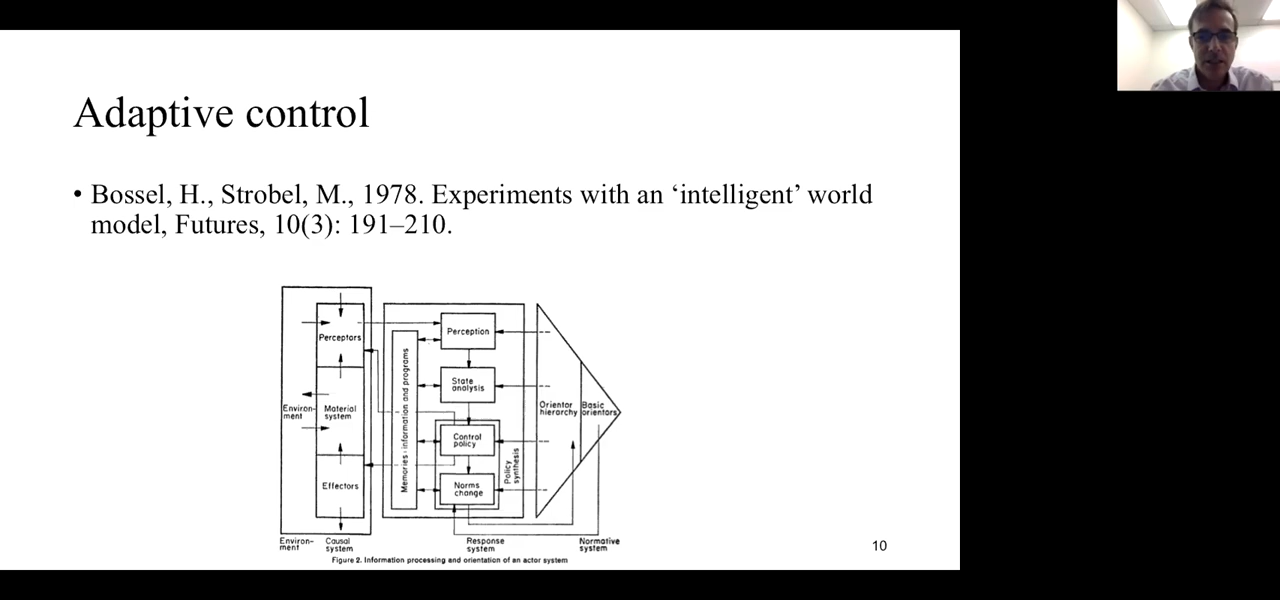 Adaptive control
• Bossel, H., Strobel, M., 1978. Experiments with an ‘intelligent’ world
model, Futures, 10(3): 191–210.
Perceptors
Perception
Memories : information and programs
State
analysis
Environ-
ment
Material
system
Orientor
hierarchy
Basic
orientors
Control
policy
Policy
synthesis
Effectors
Norms
change
Environ-
ment
Causal
system
Response
system
Normative
system
Figure 2. Information processing and orientation of an actor system
10